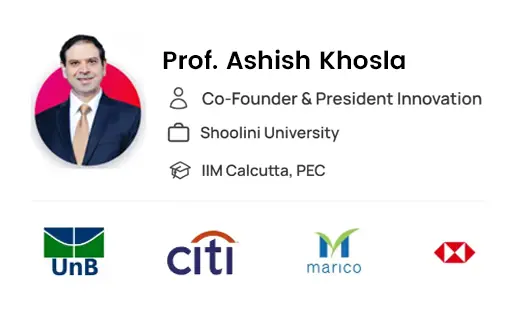 Prof. Ashish Khosla
Co-Founder & President Innovation
Shoolini University
IIM Calcutta, PEC
UnB
citi
marico